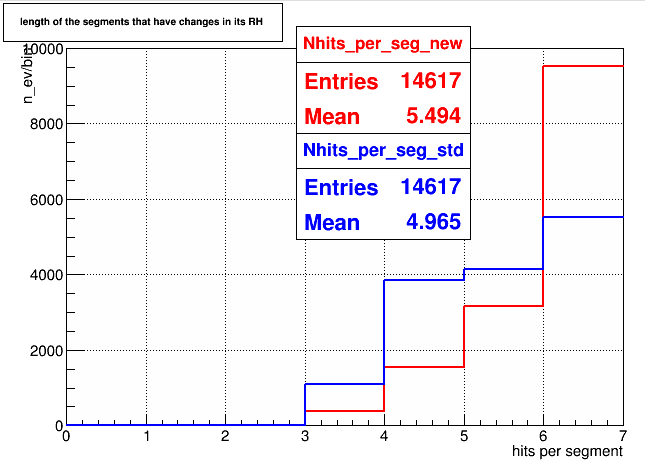 length of the segments that have changes in its RH
n_ev/bin
10000
8000
6000
4000
2000
0
Nhits_per_seg_new
Entries 14617
Mean 5.494
Nhits_per_seg_std
Entries 14617
Mean 4.965
0 1 2 3 4 5 6 7
hits per segment